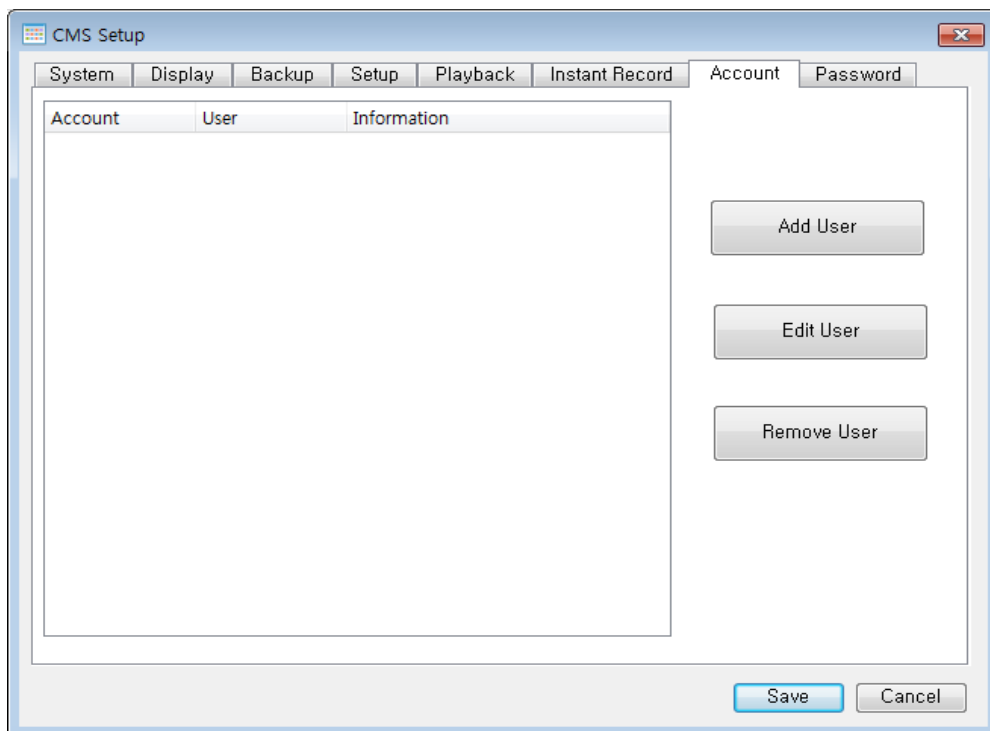 CMS Setup
System Display Backup Setup Playback Instant Record Account Password
Account User Information
Add User
Edit User
Remove User
Save Cancel